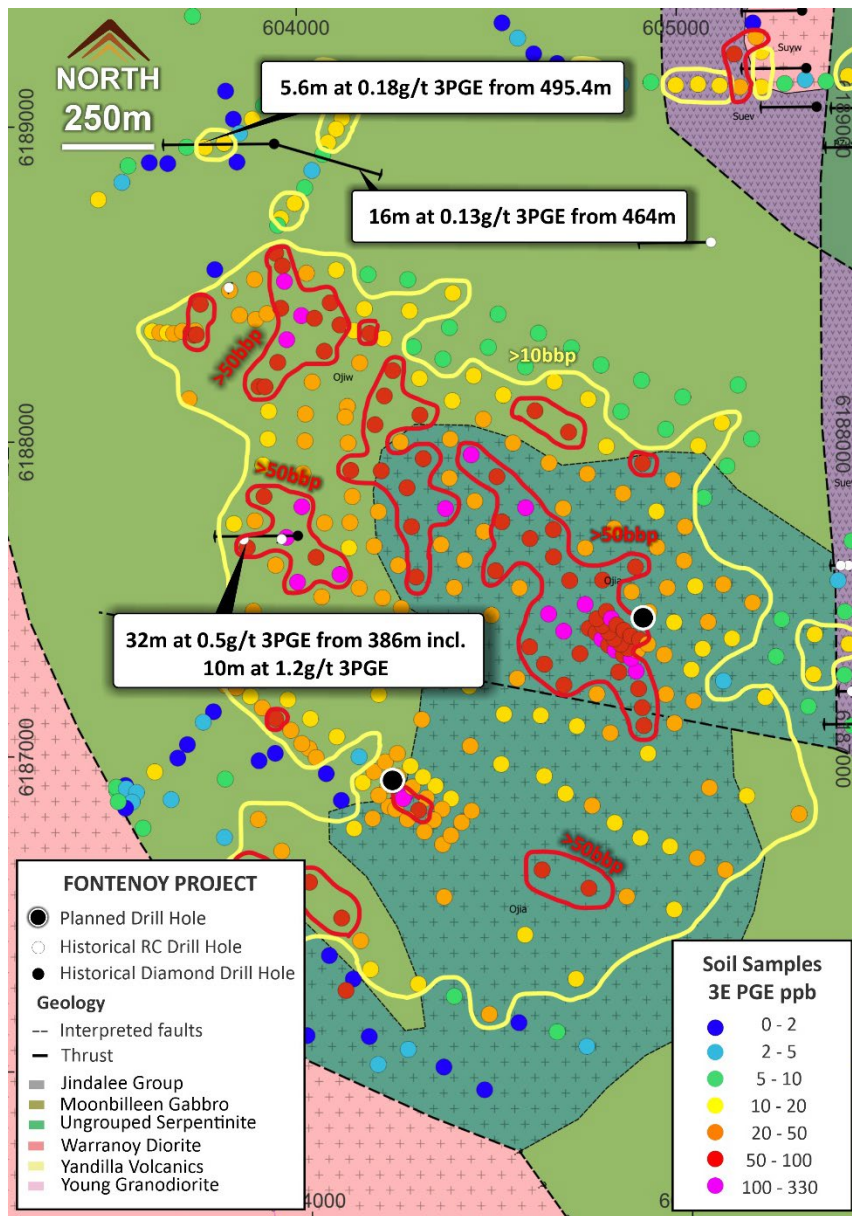 604000
605000
NORTH
250m
5.6m at 0.18g/t 3PGE from 495.4m
Suyw
Suev
6189000
6189000
16m at 0.13g/t 3PGE from 464m
>50bbp
Ojiw
>10bbp
6188000
6188000
Suev
>50bbp
>50bbp
Ojia
32m at 0.5g/t 3PGE from 386m incl.
10m at 1.2g/t 3PGE
6187000
6187000
>50bbp
Ojia
FONTENOY PROJECT
Planned Drill Hole
Historical RC Drill Hole
Historical Diamond Drill Hole
Geology
Interpreted faults
Thrust
Jindalee Group
Moonbilleen Gabbro
Ungrouped Serpentinite
Warranoy Diorite
Yandilla Volcanics
Young Granodiorite
Soil Samples
3E PGE ppb
0 - 2
2 - 5
5 - 10
10 - 20
20 - 50
50 - 100
100 - 330
4000